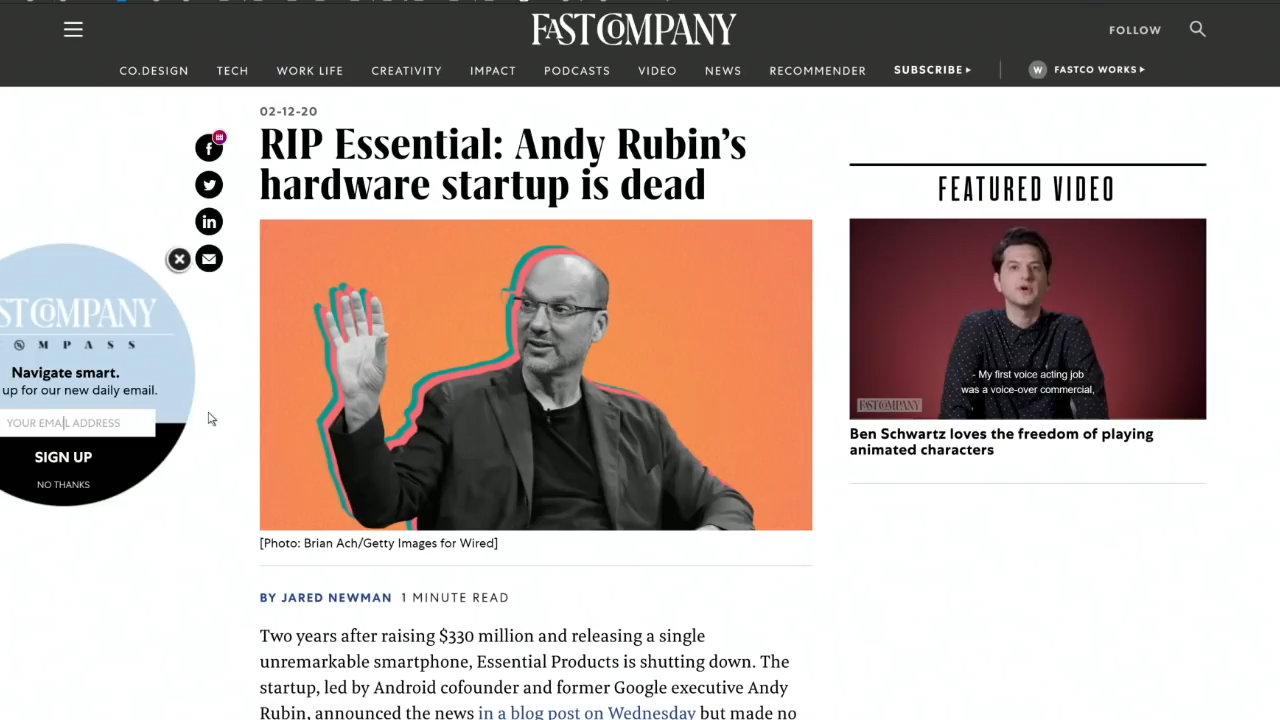 FAST COMPANY
FOLLOW
CO.DESIGN TECH WORK LIFE CREATIVITY IMPACT PODCASTS VIDEO NEWS RECOMMENDER SUBSCRIBE W FASTCO WORKS
02-12-20
RIP Essential: Andy Rubin's
hardware startup is dead
f
in
ST COMPANY
O M P A S S
Navigate smart.
up for our new daily email.
YOUR EMAIL ADDRESS
SIGN UP
NO THANKS
[Photo: Brian Ach/Getty Images for Wired]
BY JARED NEWMAN 1 MINUTE READ
Two years after raising $330 million and releasing a single
unremarkable smartphone, Essential Products is shutting down. The
startup, led by Android cofounder and former Google executive Andy
Rubin, announced the news in a blog post on Wednesday but made no
FEATURED VIDEO
- My first voice acting job
was a voice-over commercial,
FAST COMPANY
Ben Schwartz loves the freedom of playing
animated characters